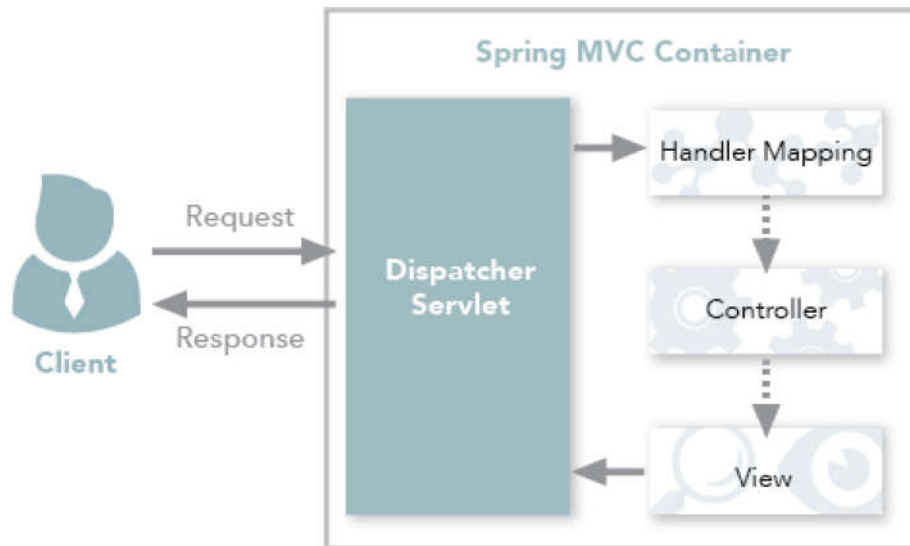 Spring MVC Container
Handler Mapping
Request
Dispatcher
Servlet
Controller
Response
Client
View